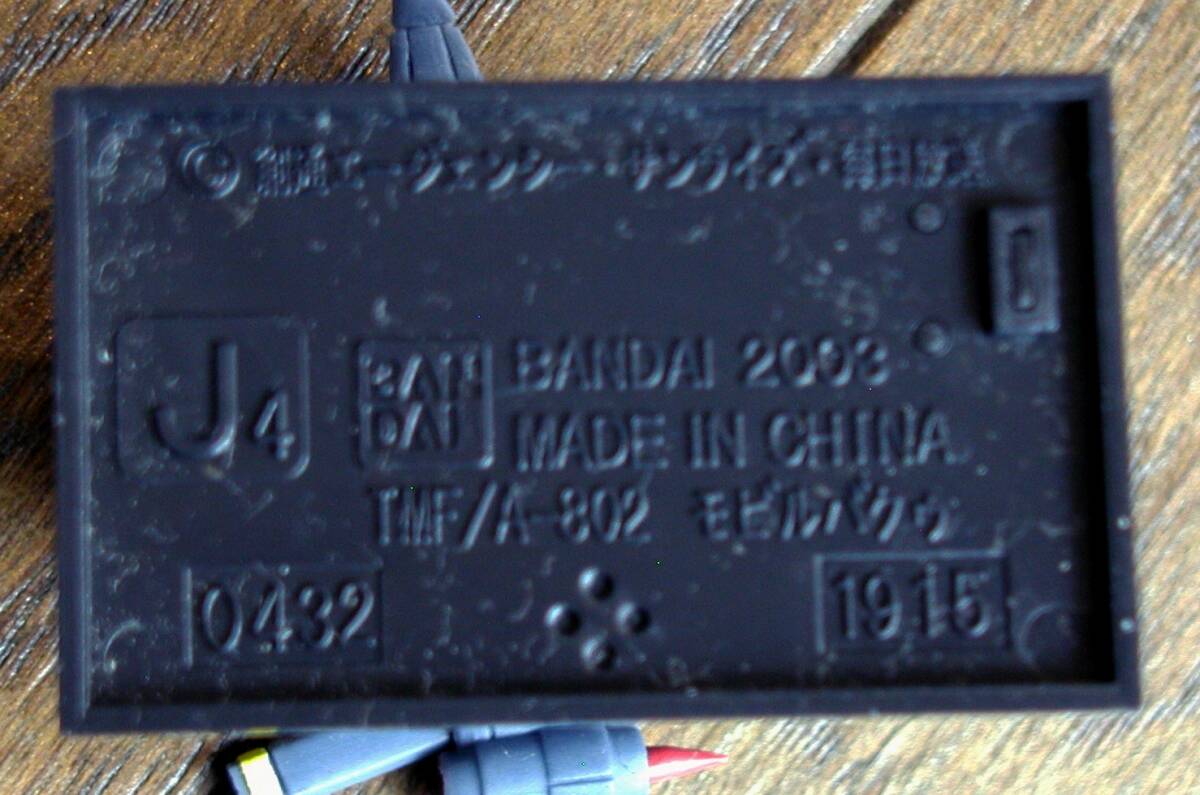 © 創通エージェンシー・サンライズ・毎日放送
J4
BAN
DAI
BANDAI 2003
MADE IN CHINA
TMF/A-802 モビルバクゥ
0432
1915